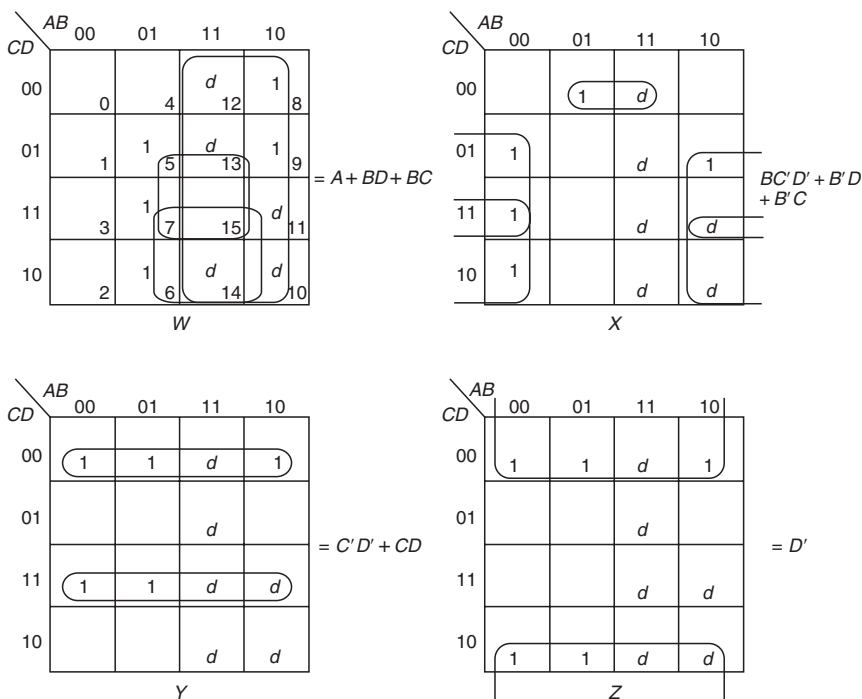 AB
CD 00 01 11 10
00 d 1
0 4 12 8
01 1 d 1
1 5 13 9
= A + BD + BC
11 1 d
3 7 15 11
10 1 d d
2 6 14 10
W
AB
CD 00 01 11 10
00 1 d
01 1 d 1
BC′D′ + B′D
+ B′C
11 1 d d
10 1 d d
X
AB
CD 00 01 11 10
00 1 1 d 1
01 d
= C′D′ + CD
11 1 1 d d
10 d d
Y
AB
CD 00 01 11 10
00 1 1 d 1
01 d
= D′
11 d d
10 1 1 d d
Z